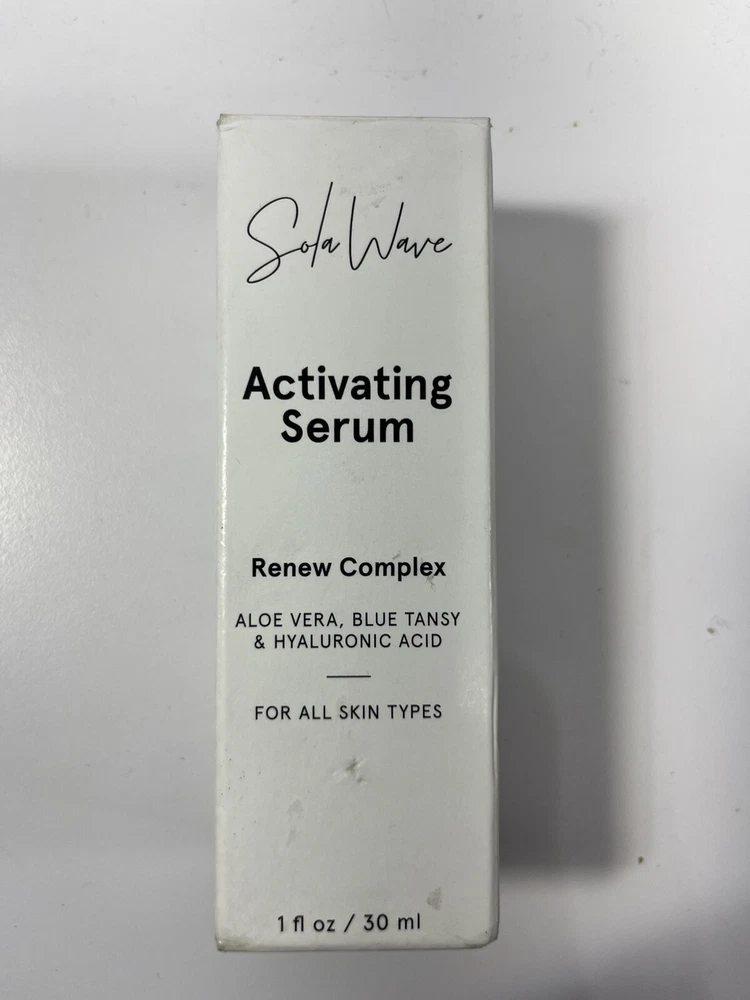 Sola Wave
Activating
Serum
Renew Complex
ALOE VERA, BLUE TANSY
& HYALURONIC ACID
FOR ALL SKIN TYPES
1 fl oz / 30 ml